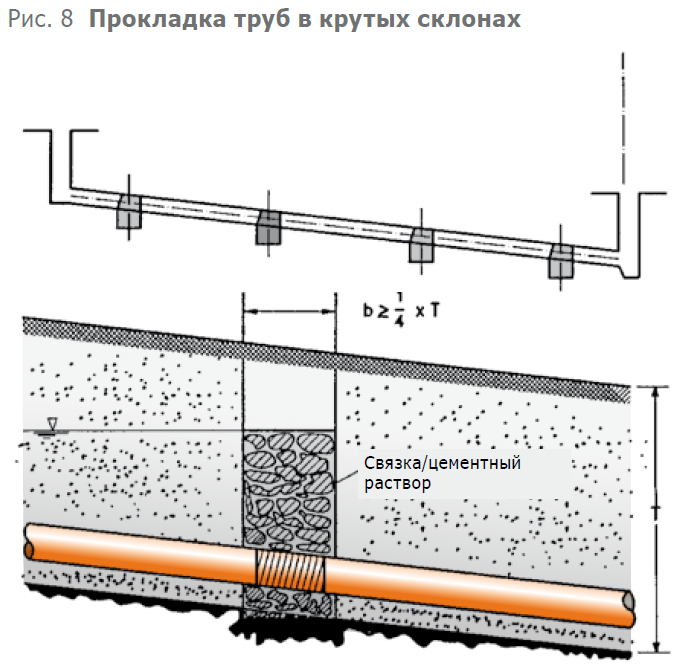 Рис. 8 Прокладка труб в крутых склонах
b ≥ 1/4 x T
Связка/цементный
раствор